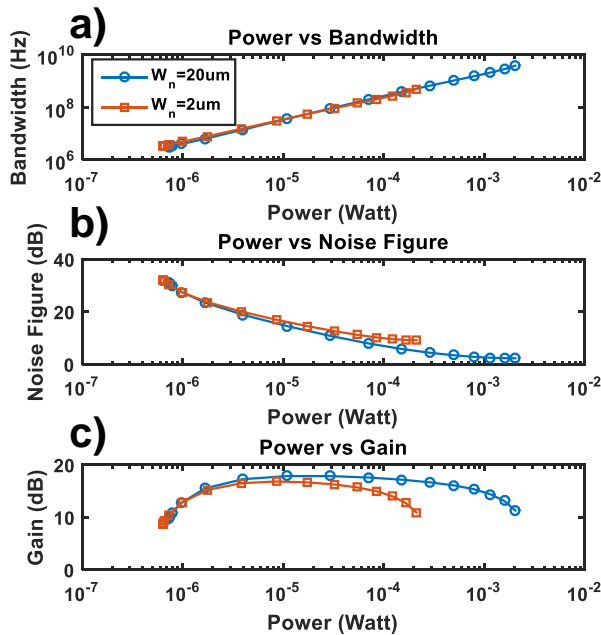 a)
Power vs Bandwidth
Bandwidth (Hz)
10^10
10^8
10^6
W_n=20um
W_n=2um
10^-7 10^-6 10^-5 10^-4 10^-3 10^-2
Power (Watt)
b)
Power vs Noise Figure
Noise Figure (dB)
40
20
0
10^-7 10^-6 10^-5 10^-4 10^-3 10^-2
Power (Watt)
c)
Power vs Gain
Gain (dB)
20
10
0
10^-7 10^-6 10^-5 10^-4 10^-3 10^-2
Power (Watt)